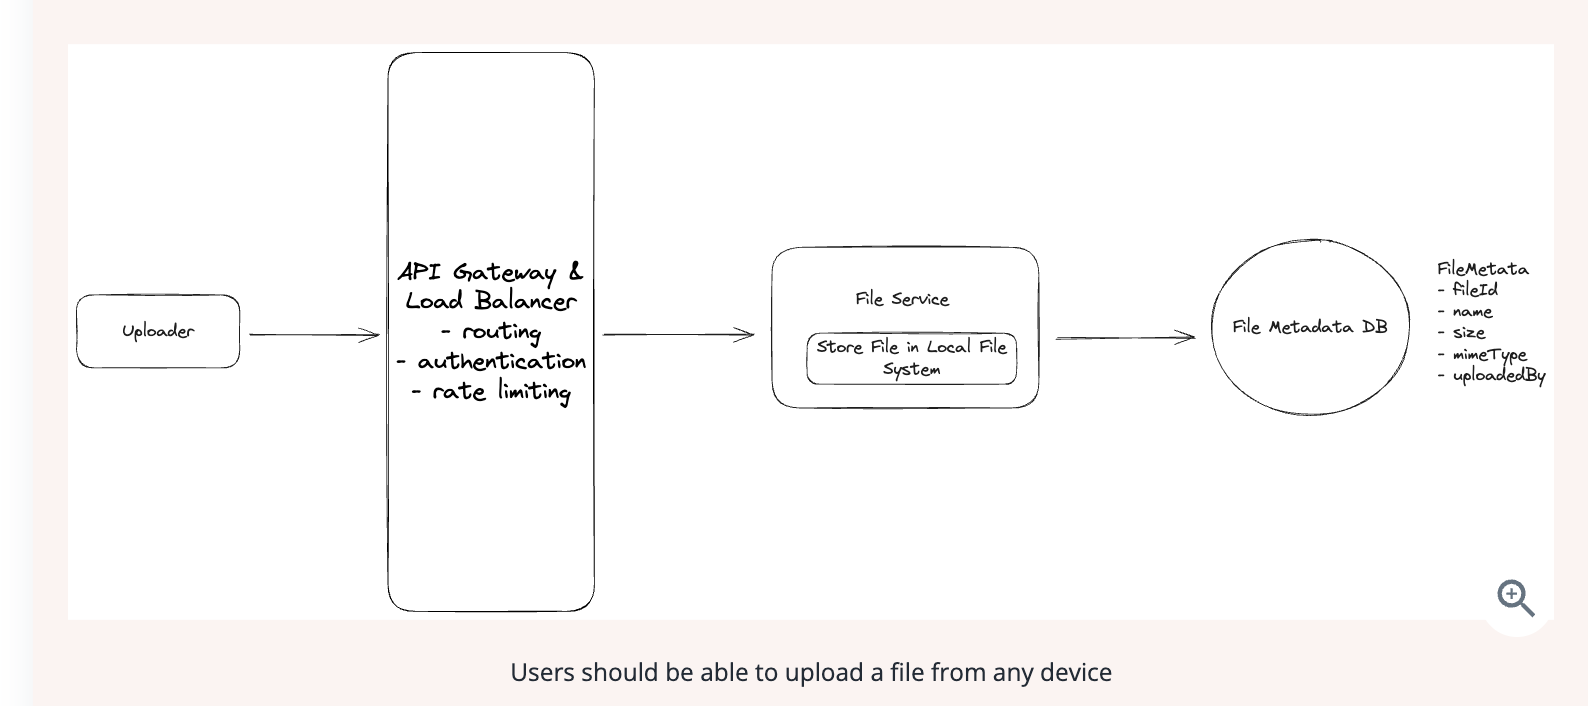 Uploader
API Gateway &
Load Balancer
- routing
- authentication
- rate limiting
File Service
Store File in Local File
System
File Metadata DB
FileMetata
- fileId
- name
- size
- mimeType
- uploadedBy
Users should be able to upload a file from any device